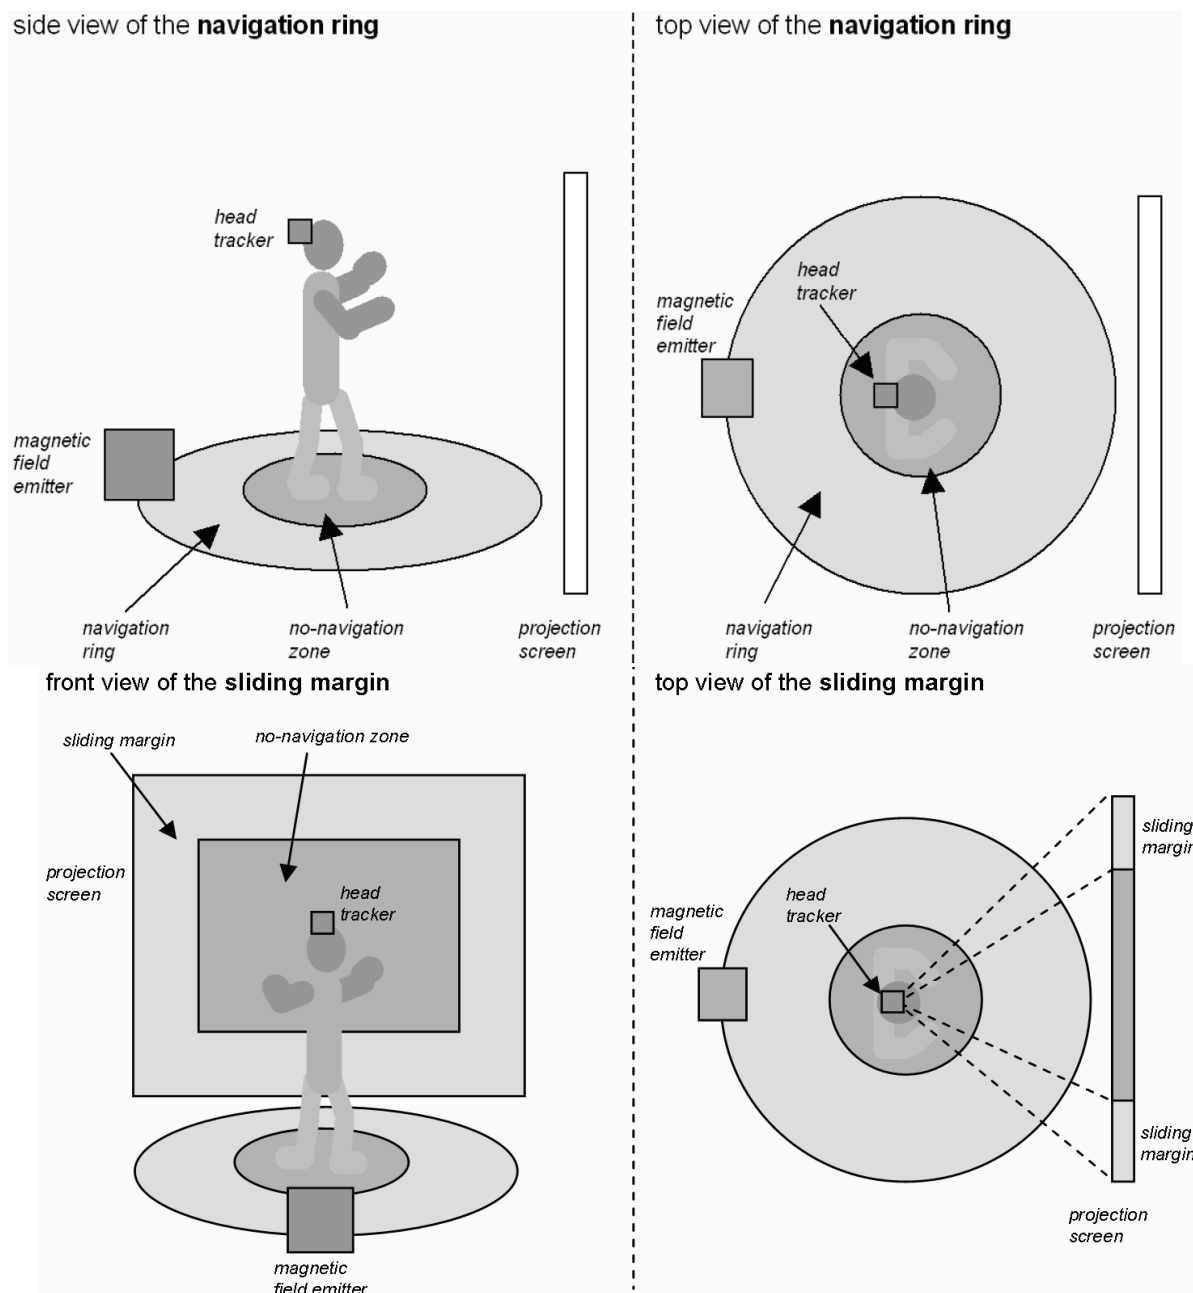 side view of the navigation ring
head
tracker
magnetic
field
emitter
navigation
ring
no-navigation
zone
projection
screen
top view of the navigation ring
head
tracker
magnetic
field
emitter
navigation
ring
no-navigation
zone
projection
screen
front view of the sliding margin
sliding margin
no-navigation zone
projection
screen
head
tracker
magnetic
field emitter
top view of the sliding margin
sliding
margin
head
tracker
magnetic
field
emitter
sliding
margin
projection
screen